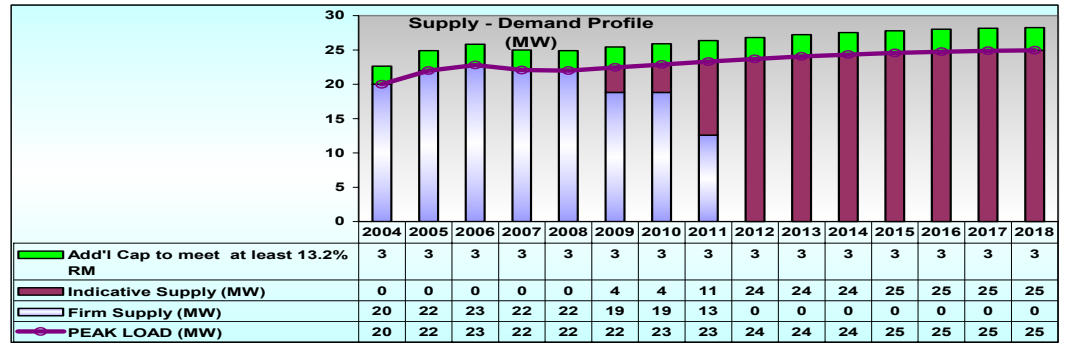 Supply - Demand Profile
(MW)
30
25
20
15
10
5
0
2004 2005 2006 2007 2008 2009 2010 2011 2012 2013 2014 2015 2016 2017 2018
Add'l Cap to meet at least 13.2% RM 3 3 3 3 3 3 3 3 3 3 3 3 3 3 3
Indicative Supply (MW) 0 0 0 0 0 4 4 11 24 24 24 25 25 25 25
Firm Supply (MW) 20 22 23 22 22 19 19 13 0 0 0 0 0 0 0
PEAK LOAD (MW) 20 22 23 22 22 22 23 23 24 24 24 25 25 25 25